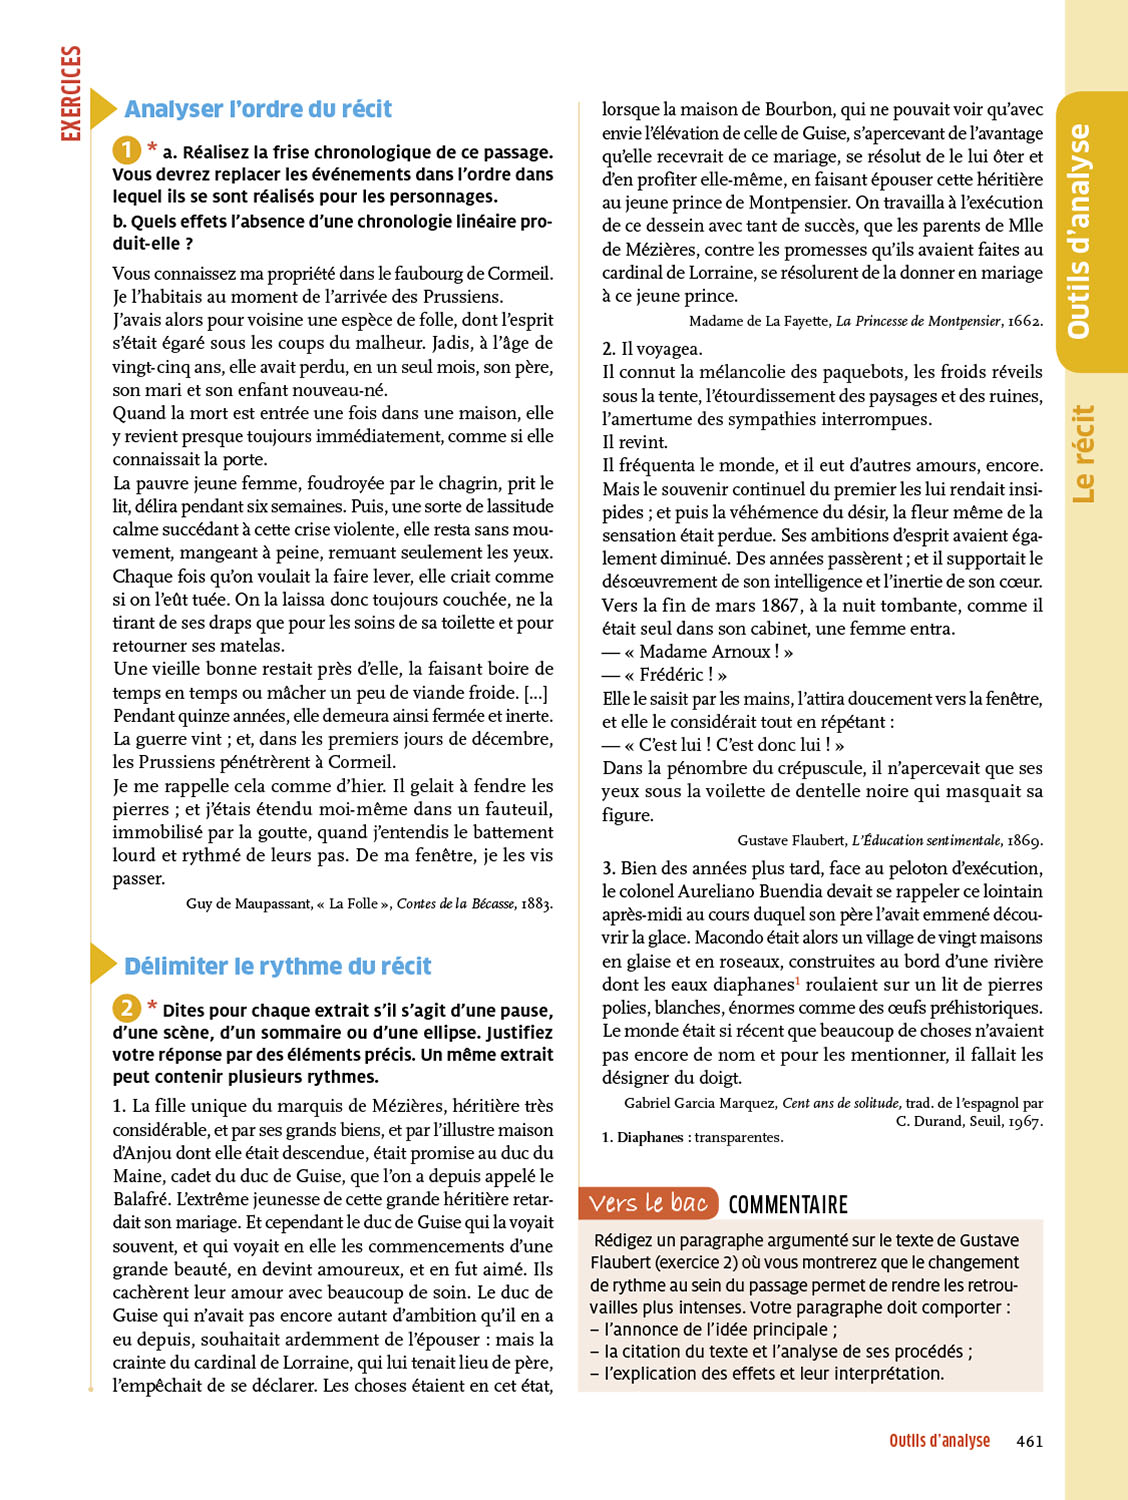 EXERCICES
Analyser l’ordre du récit
1 * a. Réalisez la frise chronologique de ce passage.
Vous devrez replacer les événements dans l’ordre dans
lequel ils se sont réalisés pour les personnages.
b. Quels effets l’absence d’une chronologie linéaire pro-
duit-elle ?
Vous connaissez ma propriété dans le faubourg de Cormeil.
Je l’habitais au moment de l’arrivée des Prussiens.
J’avais alors pour voisine une espèce de folle, dont l’esprit
s’était égaré sous les coups du malheur. Jadis, à l’âge de
vingt-cinq ans, elle avait perdu, en un seul mois, son père,
son mari et son enfant nouveau-né.
Quand la mort est entrée une fois dans une maison, elle
y revient presque toujours immédiatement, comme si elle
connaissait la porte.
La pauvre jeune femme, foudroyée par le chagrin, prit le
lit, délira pendant six semaines. Puis, une sorte de lassitude
calme succédant à cette crise violente, elle resta sans mou-
vement, mangeant à peine, remuant seulement les yeux.
Chaque fois qu’on voulait la faire lever, elle criait comme
si on l’eût tuée. On la laissa donc toujours couchée, ne la
tirant de ses draps que pour les soins de sa toilette et pour
retourner ses matelas.
Une vieille bonne restait près d’elle, la faisant boire de
temps en temps ou mâcher un peu de viande froide. [...]
Pendant quinze années, elle demeura ainsi fermée et inerte.
La guerre vint ; et, dans les premiers jours de décembre,
les Prussiens pénétrèrent à Cormeil.
Je me rappelle cela comme d’hier. Il gelait à fendre les
pierres ; et j’étais étendu moi-même dans un fauteuil,
immobilisé par la goutte, quand j’entendis le battement
lourd et rythmé de leurs pas. De ma fenêtre, je les vis
passer.
Guy de Maupassant, « La Folle », Contes de la Bécasse, 1883.
Délimiter le rythme du récit
2 * Dites pour chaque extrait s’il s’agit d’une pause,
d’une scène, d’un sommaire ou d’une ellipse. Justifiez
votre réponse par des éléments précis. Un même extrait
peut contenir plusieurs rythmes.
1. La fille unique du marquis de Mézières, héritière très
considérable, et par ses grands biens, et par l’illustre maison
d’Anjou dont elle était descendue, était promise au duc du
Maine, cadet du duc de Guise, que l’on a depuis appelé le
Balafré. L’extrême jeunesse de cette grande héritière retar-
dait son mariage. Et cependant le duc de Guise qui la voyait
souvent, et qui voyait en elle les commencements d’une
grande beauté, en devint amoureux, et en fut aimé. Ils
cachèrent leur amour avec beaucoup de soin. Le duc de
Guise qui n’avait pas encore autant d’ambition qu’il en a
eu depuis, souhaitait ardemment de l’épouser : mais la
crainte du cardinal de Lorraine, qui lui tenait lieu de père,
l’empêchait de se déclarer. Les choses étaient en cet état,
lorsque la maison de Bourbon, qui ne pouvait voir qu’avec
envie l’élévation de celle de Guise, s’apercevant de l’avantage
qu’elle recevrait de ce mariage, se résolut de le lui ôter et
d’en profiter elle-même, en faisant épouser cette héritière
au jeune prince de Montpensier. On travailla à l’exécution
de ce dessein avec tant de succès, que les parents de Mlle
de Mézières, contre les promesses qu’ils avaient faites au
cardinal de Lorraine, se résolurent de la donner en mariage
à ce jeune prince.
Madame de La Fayette, La Princesse de Montpensier, 1662.
2. Il voyagea.
Il connut la mélancolie des paquebots, les froids réveils
sous la tente, l’étourdissement des paysages et des ruines,
l’amertume des sympathies interrompues.
Il revint.
Il fréquenta le monde, et il eut d’autres amours, encore.
Mais le souvenir continuel du premier les lui rendait insi-
pides ; et puis la véhémence du désir, la fleur même de la
sensation était perdue. Ses ambitions d’esprit avaient éga-
lement diminué. Des années passèrent ; et il supportait le
désœuvrement de son intelligence et l’inertie de son cœur.
Vers la fin de mars 1867, à la nuit tombante, comme il
était seul dans son cabinet, une femme entra.
— « Madame Arnoux ! »
— « Frédéric ! »
Elle le saisit par les mains, l’attira doucement vers la fenêtre,
et elle le considérait tout en répétant :
— « C’est lui ! C’est donc lui ! »
Dans la pénombre du crépuscule, il n’apercevait que ses
yeux sous la voilette de dentelle noire qui masquait sa
figure.
Gustave Flaubert, L’Éducation sentimentale, 1869.
3. Bien des années plus tard, face au peloton d’exécution,
le colonel Aureliano Buendia devait se rappeler ce lointain
après-midi au cours duquel son père l’avait emmené décou-
vrir la glace. Macondo était alors un village de vingt maisons
en glaise et en roseaux, construites au bord d’une rivière
dont les eaux diaphanes1 roulaient sur un lit de pierres
polies, blanches, énormes comme des œufs préhistoriques.
Le monde était si récent que beaucoup de choses n’avaient
pas encore de nom et pour les mentionner, il fallait les
désigner du doigt.
Gabriel Garcia Marquez, Cent ans de solitude, trad. de l’espagnol par
C. Durand, Seuil, 1967.
1. Diaphanes : transparentes.
Vers le bac COMMENTAIRE
Rédigez un paragraphe argumenté sur le texte de Gustave
Flaubert (exercice 2) où vous montrerez que le changement
de rythme au sein du passage permet de rendre les retrou-
vailles plus intenses. Votre paragraphe doit comporter :
– l’annonce de l’idée principale ;
– la citation du texte et l’analyse de ses procédés ;
– l’explication des effets et leur interprétation.
Outils d’analyse
Le récit
Outils d’analyse 461